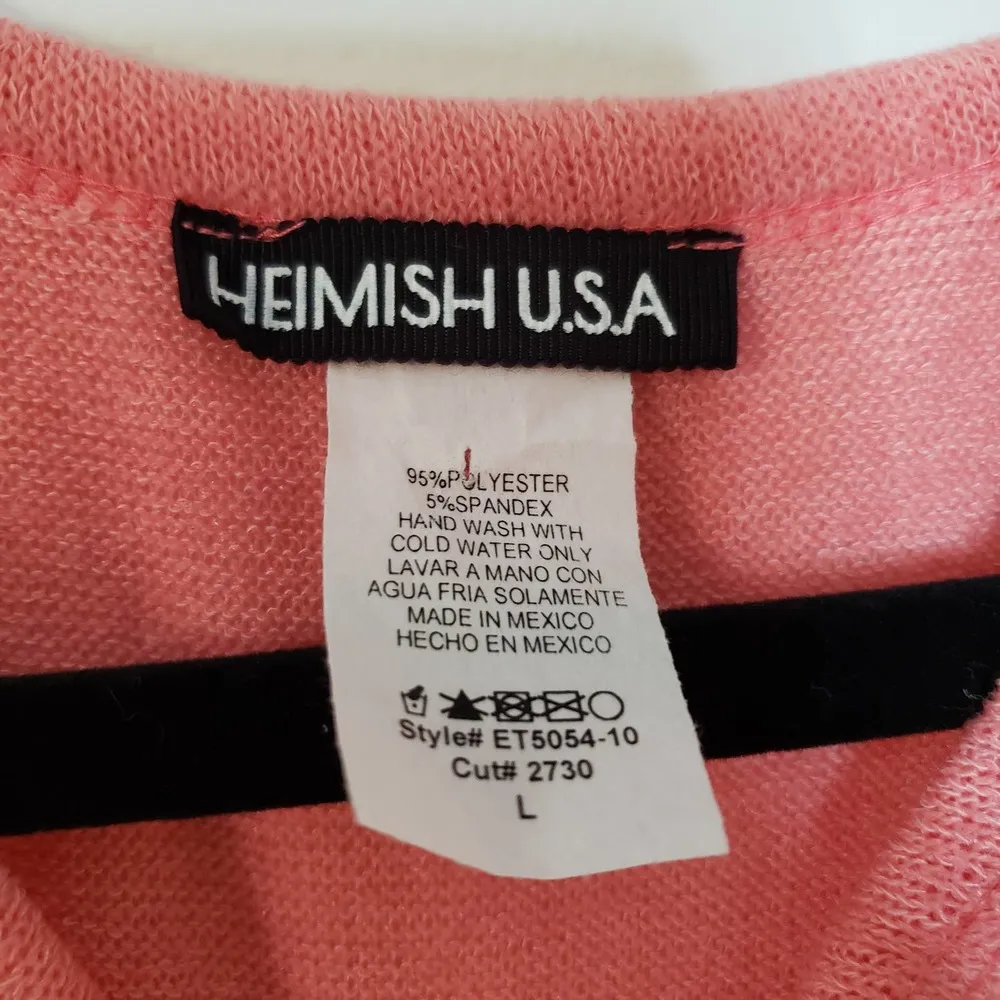 HEIMISH U.S.A
95%POLYESTER
5%SPANDEX
HAND WASH WITH
COLD WATER ONLY
LAVAR A MANO CON
AGUA FRIA SOLAMENTE
MADE IN MEXICO
HECHO EN MEXICO
Style# ET5054-10
Cut# 2730
L